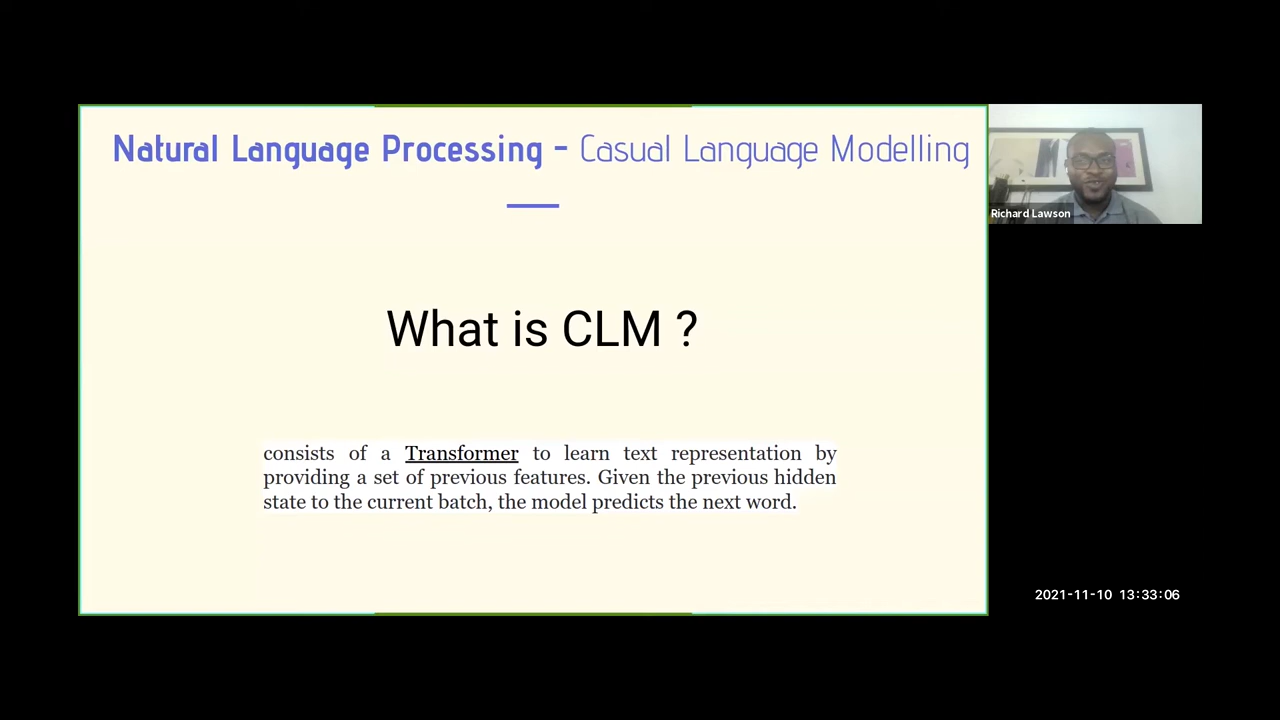 Natural Language Processing - Casual Language Modelling
Richard Lawson
What is CLM ?
consists of a Transformer to learn text representation by
providing a set of previous features. Given the previous hidden
state to the current batch, the model predicts the next word.
2021-11-10 13:33:06